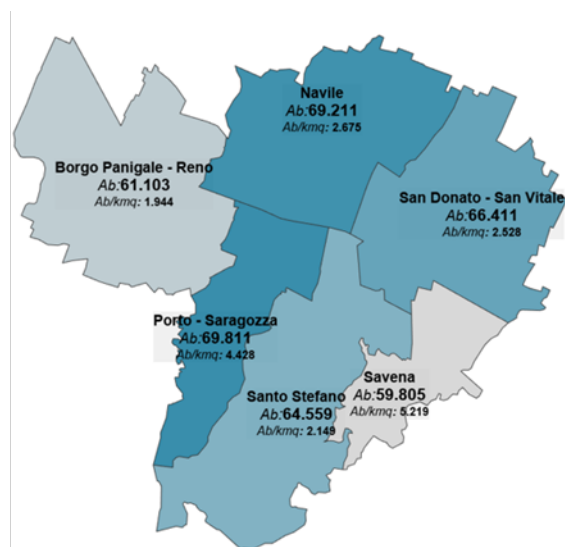 Navile
Ab:69.211
Ab/kmq: 2.675
Borgo Panigale - Reno
Ab:61.103
Ab/kmq: 1.944
San Donato - San Vitale
Ab:66.411
Ab/kmq: 2.528
Porto - Saragozza
Ab:69.811
Ab/kmq: 4.428
Santo Stefano
Ab:64.559
Ab/kmq: 2.149
Savena
Ab:59.805
Ab/kmq: 5.219